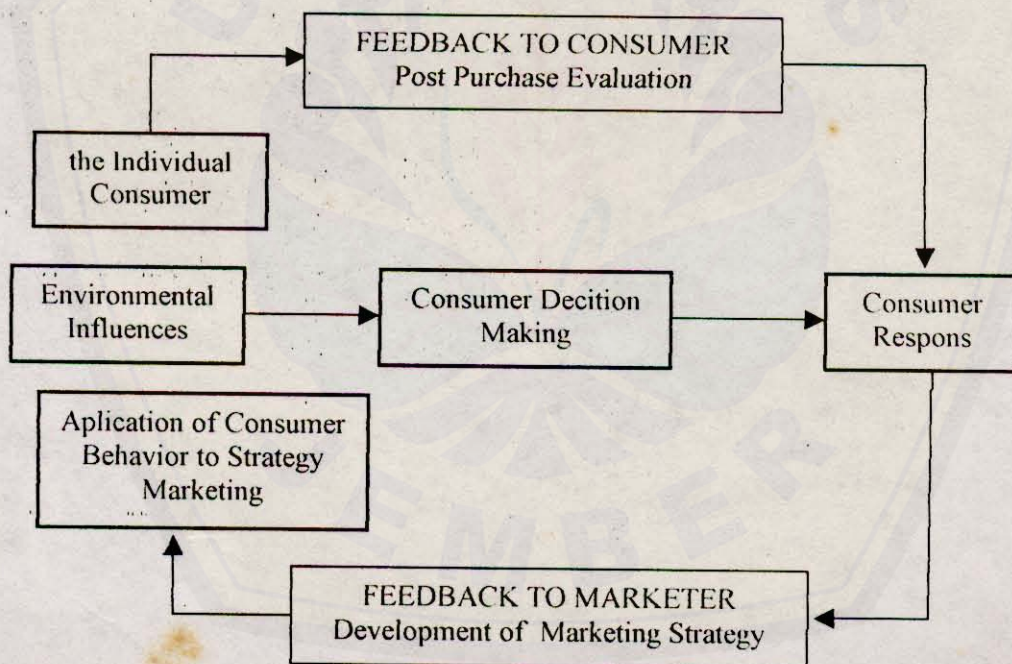 FEEDBACK TO CONSUMER
Post Purchase Evaluation
the Individual
Consumer
Environmental
Influences
Consumer Decition
Making
Consumer
Respons
Aplication of Consumer
Behavior to Strategy
Marketing
FEEDBACK TO MARKETER
Development of Marketing Strategy